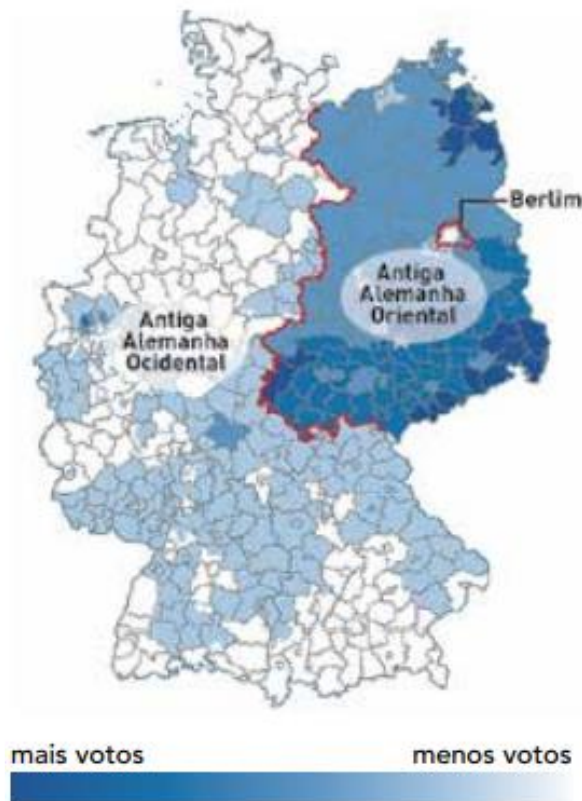 Berlim
Antiga
Alemanha
Oriental
Antiga
Alemanha
Ocidental
mais votos
menos votos